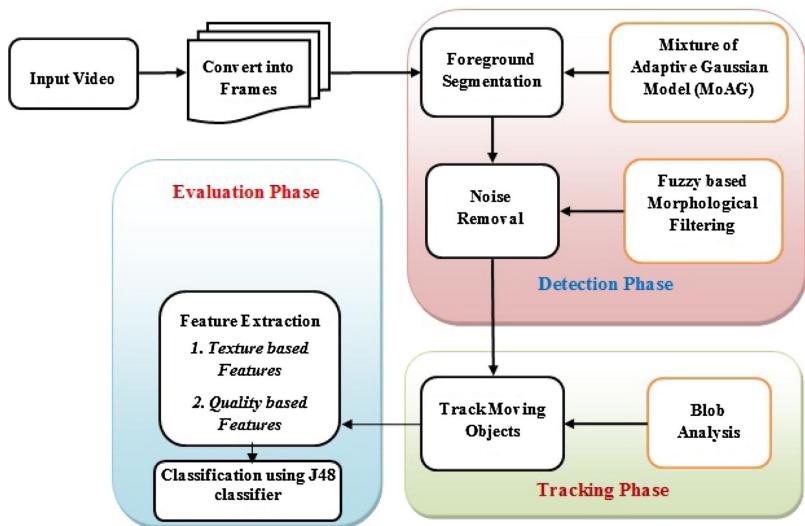 Input Video
Convert into
Frames
Foreground
Segmentation
Mixture of
Adaptive Gaussian
Model (MoAG)
Noise
Removal
Fuzzy based
Morphological
Filtering
Detection Phase
Evaluation Phase
Feature Extraction
1. Texture based
Features
2. Quality based
Features
Classification using J48
classifier
Track Moving
Objects
Blob
Analysis
Tracking Phase